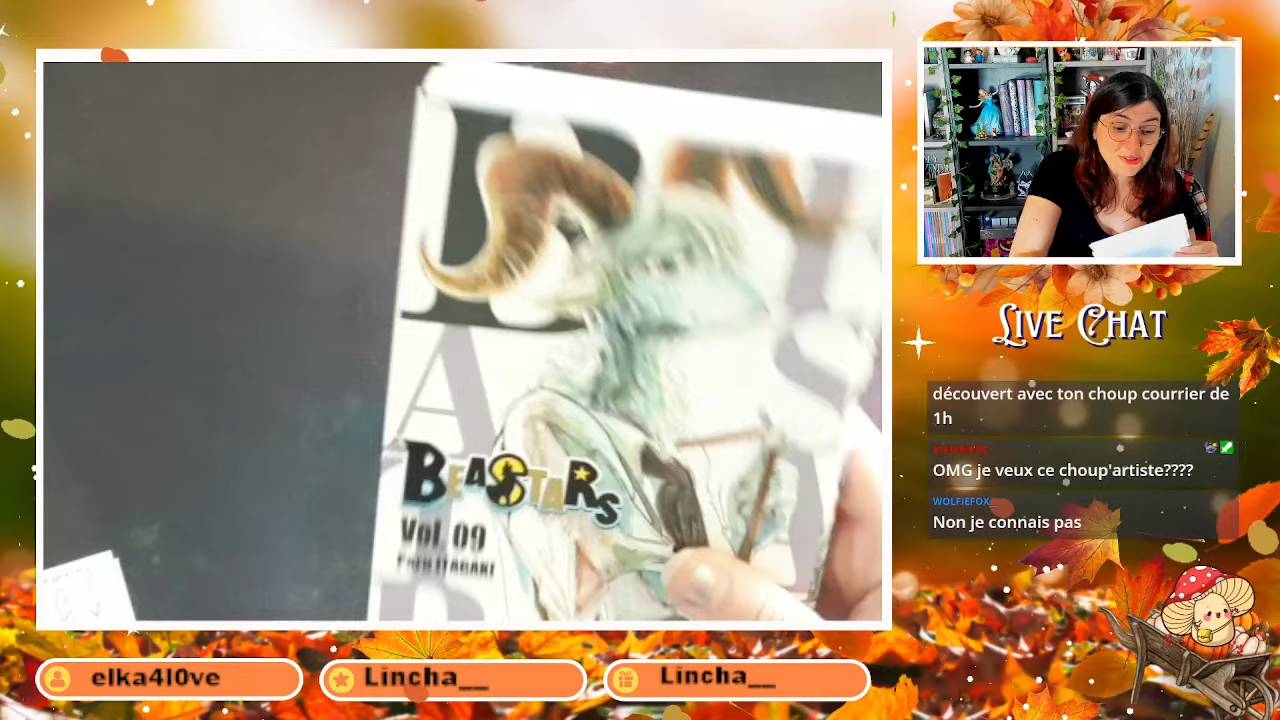 BEASTARS
Vol. 09
LIVE CHAT
découvert avec ton choup courrier de
1h
OMG je veux ce choup'artiste????
WOLFIEFOX
Non je connais pas
elka4l0ve
Lincha__
Lincha__